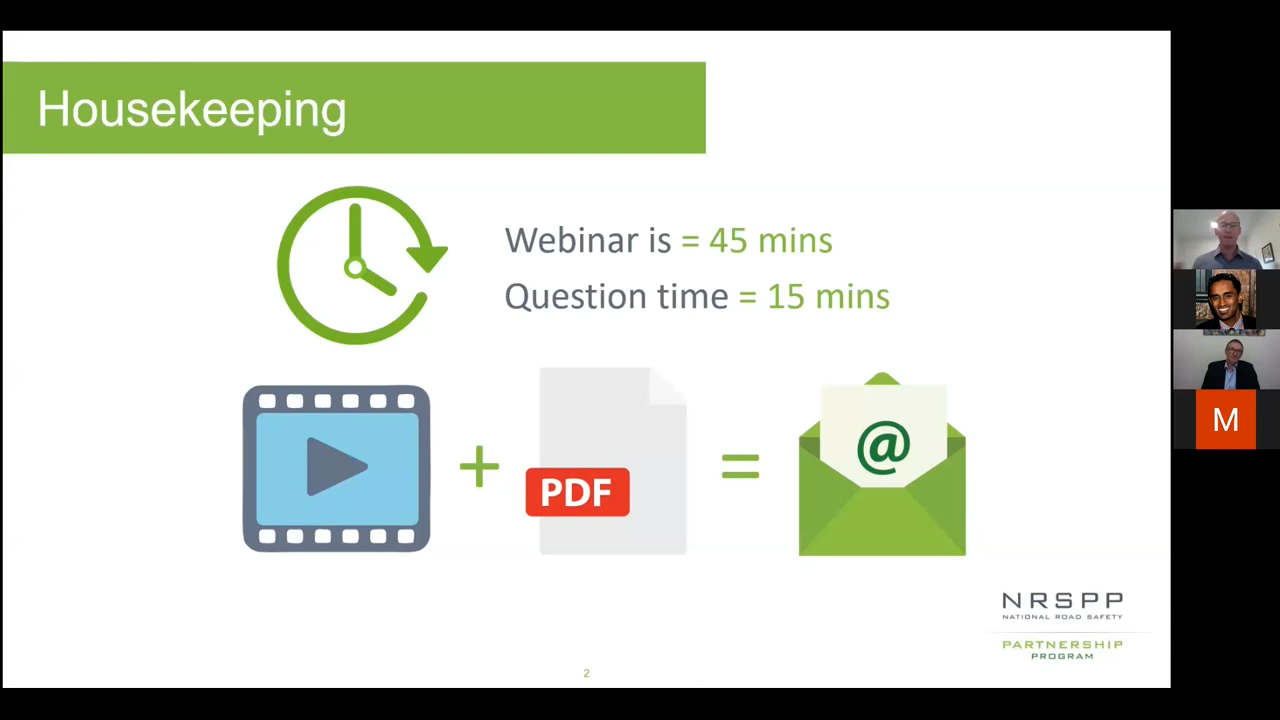 Housekeeping
Webinar is = 45 mins
Question time = 15 mins
+
PDF
=
@
M
NRSPP
NATIONAL ROAD SAFETY
PARTNERSHIP
PROGRAM
2